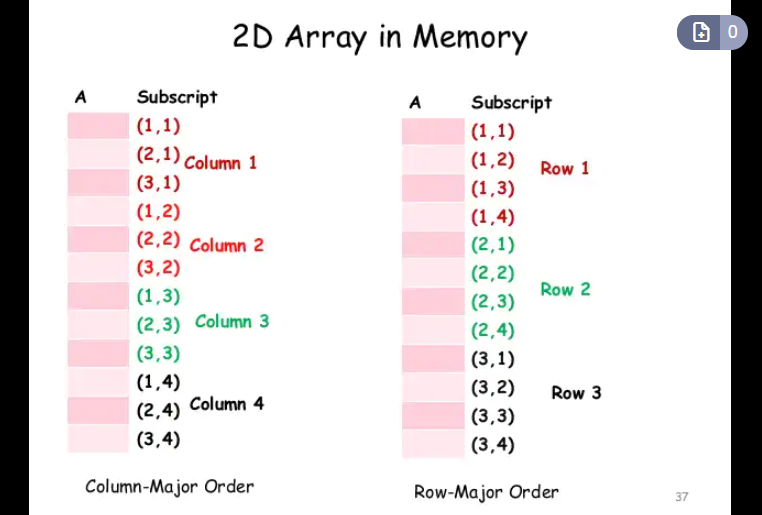 0
2D Array in Memory
A Subscript
(1,1)
(2,1)
Column 1
(3,1)
(1,2)
(2,2)
Column 2
(3,2)
(1,3)
(2,3)
Column 3
(3,3)
(1,4)
(2,4)
Column 4
(3,4)
Column-Major Order
A Subscript
(1,1)
(1,2)
Row 1
(1,3)
(1,4)
(2,1)
(2,2)
Row 2
(2,3)
(2,4)
(3,1)
(3,2)
Row 3
(3,3)
(3,4)
Row-Major Order
37